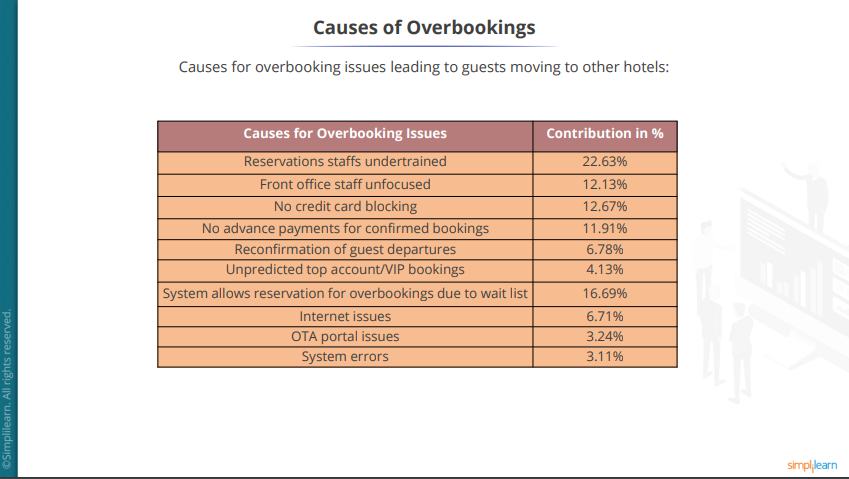 Causes of Overbookings
Causes for overbooking issues leading to guests moving to other hotels:
Causes for Overbooking Issues Contribution in %
Reservations staffs undertrained 22.63%
Front office staff unfocused 12.13%
No credit card blocking 12.67%
No advance payments for confirmed bookings 11.91%
Reconfirmation of guest departures 6.78%
Unpredicted top account/VIP bookings 4.13%
System allows reservation for overbookings due to wait list 16.69%
Internet issues 6.71%
OTA portal issues 3.24%
System errors 3.11%
©Simplilearn. All rights reserved.
simplilearn